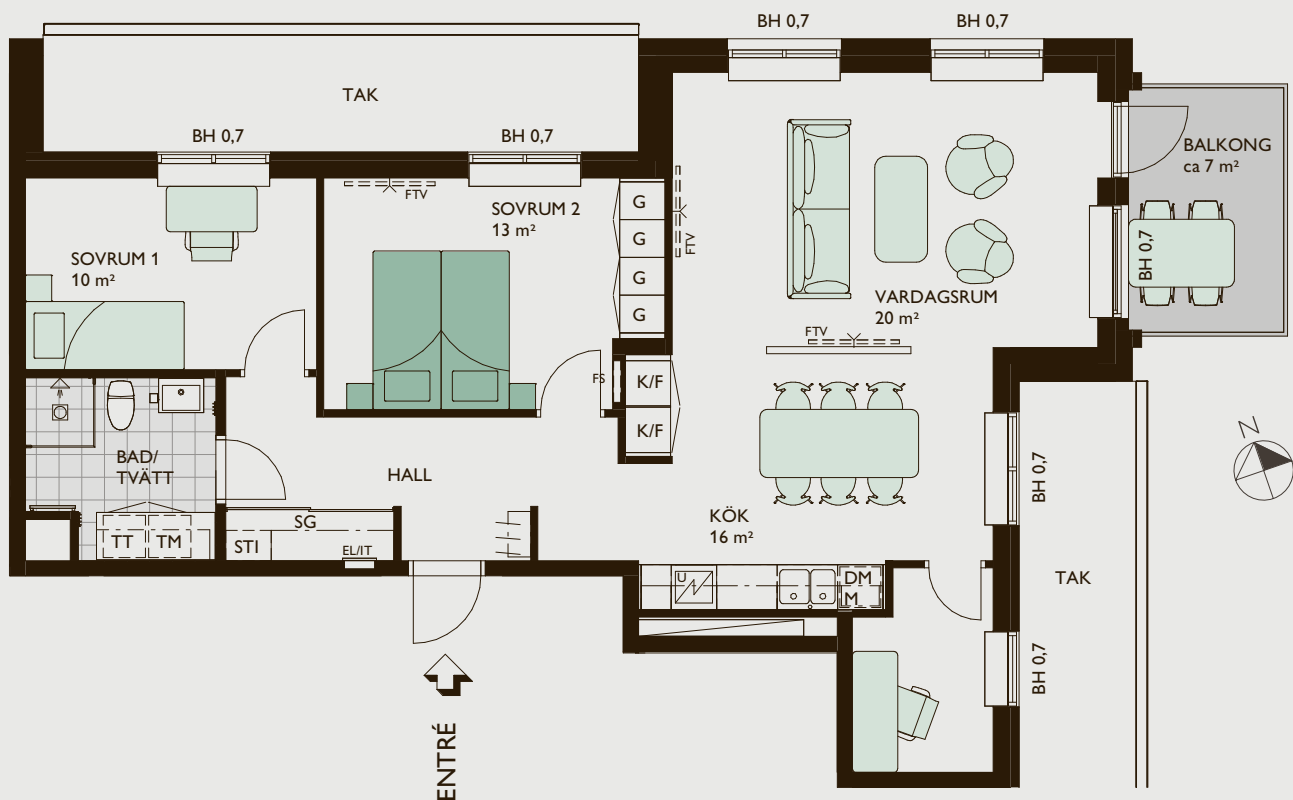 BH 0,7
BH 0,7
TAK
BH 0,7
BH 0,7
BALKONG
ca 7 m²
FTV
SOVRUM 2
13 m²
G
G
G
G
FTV
SOVRUM 1
10 m²
BH 0,7
VARDAGSRUM
20 m²
FTV
FS
K/F
K/F
N
BAD/
TVÄTT
HALL
BH 0,7
KÖK
16 m²
SG
STI
EL/IT
TT
TM
U
DM
M
TAK
BH 0,7
ENTRÉ